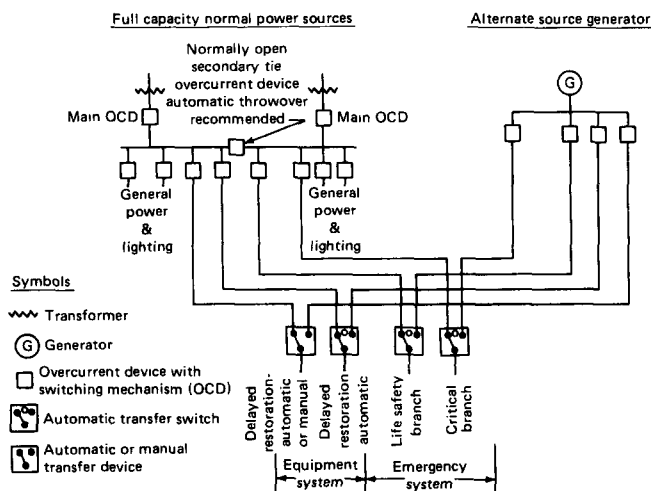 Full capacity normal power sources
Alternate source generator
Normally open
secondary tie
overcurrent device
automatic throwover
recommended
Main OCD
Main OCD
G
General
power
&
lighting
General
power
&
lighting
Symbols
Transformer
G
Generator
Overcurrent device with
switching mechanism (OCD)
Automatic transfer switch
Automatic or manual
transfer device
Delayed
restoration-
automatic
or manual
Delayed
restoration
automatic
Life safety
branch
Critical
branch
Equipment
system
Emergency
system